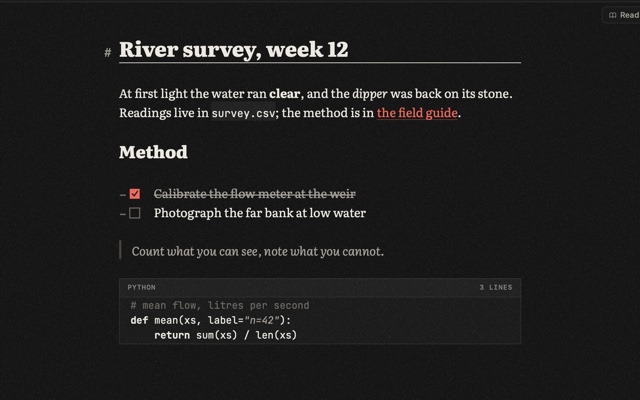 Read
# River survey, week 12
At first light the water ran clear, and the dipper was back on its stone.
Readings live in survey.csv; the method is in the field guide.
Method
– Calibrate the flow meter at the weir
– Photograph the far bank at low water
Count what you can see, note what you cannot.
PYTHON 3 LINES
# mean flow, litres per second
def mean(xs, label="n=42"):
    return sum(xs) / len(xs)